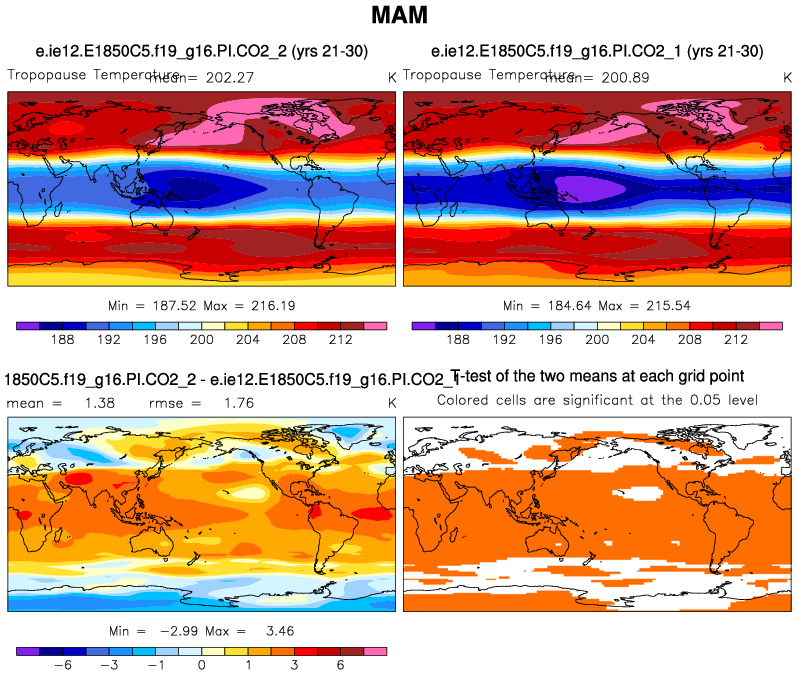 MAM
e.ie12.E1850C5.f19_g16.PI.CO2_2 (yrs 21-30)
e.ie12.E1850C5.f19_g16.PI.CO2_1 (yrs 21-30)
Tropopause Temperature mean= 202.27 K
Tropopause Temperature mean= 200.89 K
Min = 187.52 Max = 216.19
Min = 184.64 Max = 215.54
188 192 196 200 204 208 212
188 192 196 200 204 208 212
1850C5.f19_g16.PI.CO2_2 - e.ie12.E1850C5.f19_g16.PI.CO2_1
T-test of the two means at each grid point
mean = 1.38 rmse = 1.76 K
Colored cells are significant at the 0.05 level
Min = -2.99 Max = 3.46
-6 -3 -1 0 1 3 6